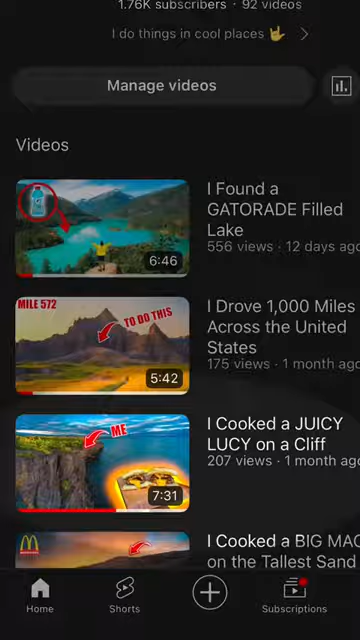 1.76K subscribers · 92 videos
I do things in cool places 🤟 >
Manage videos
Videos
I Found a
GATORADE Filled
Lake
556 views · 12 days ago
6:46
MILE 572
TO DO THIS
I Drove 1,000 Miles
Across the United
States
175 views · 1 month ago
5:42
ME
I Cooked a JUICY
LUCY on a Cliff
207 views · 1 month ago
7:31
I Cooked a BIG MAC
on the Tallest Sand
Home
Shorts
Subscriptions